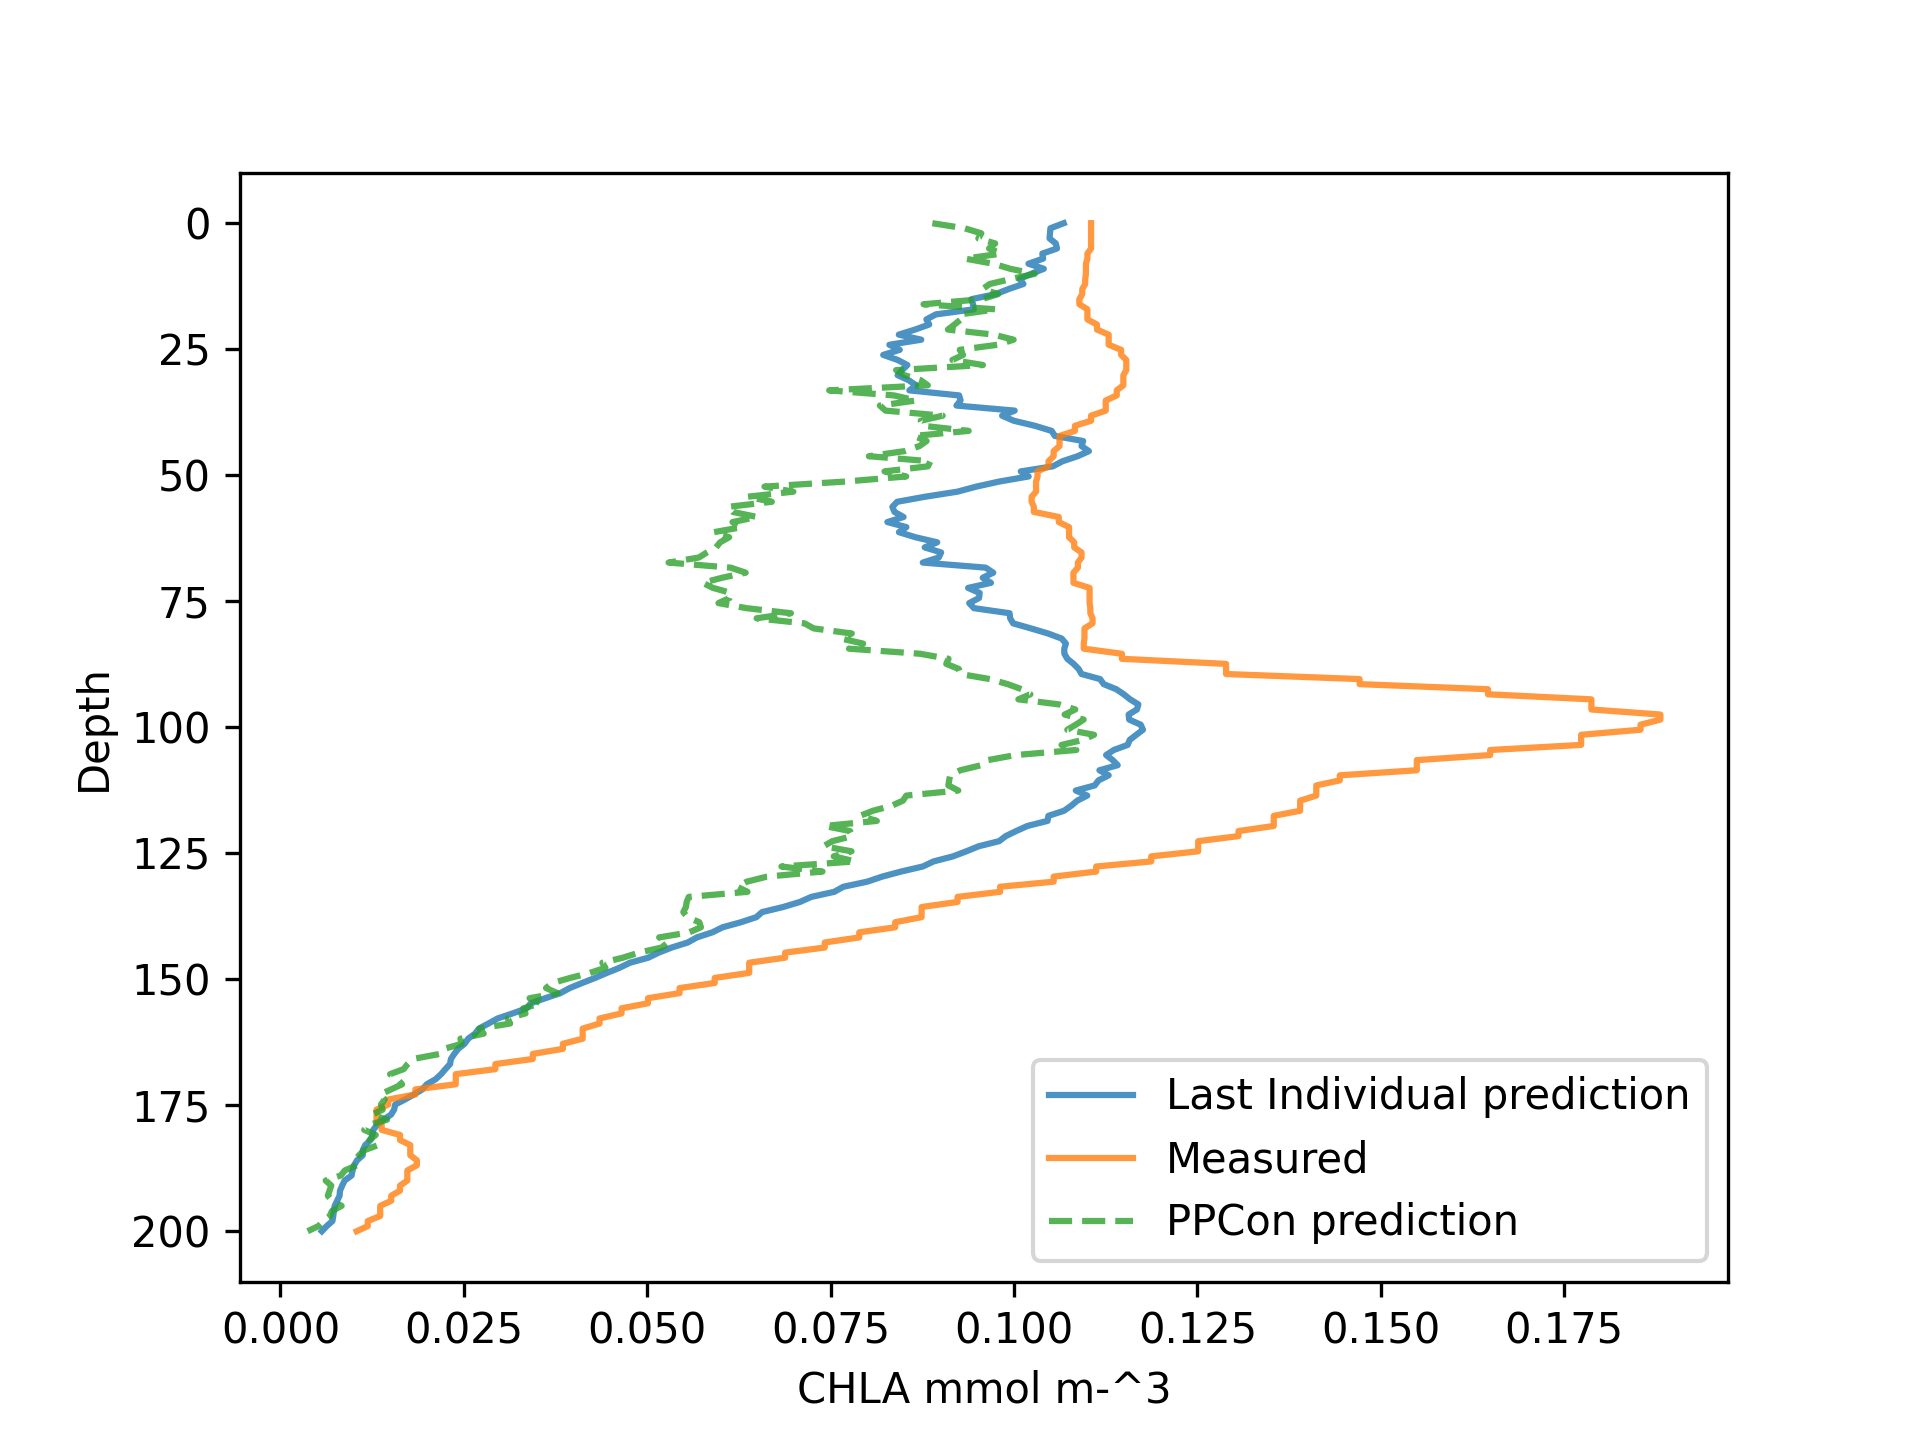 0
25
50
75
100
125
150
175
200
Depth
0.000 0.025 0.050 0.075 0.100 0.125 0.150 0.175
CHLA mmol m-^3
Last Individual prediction
Measured
PPCon prediction